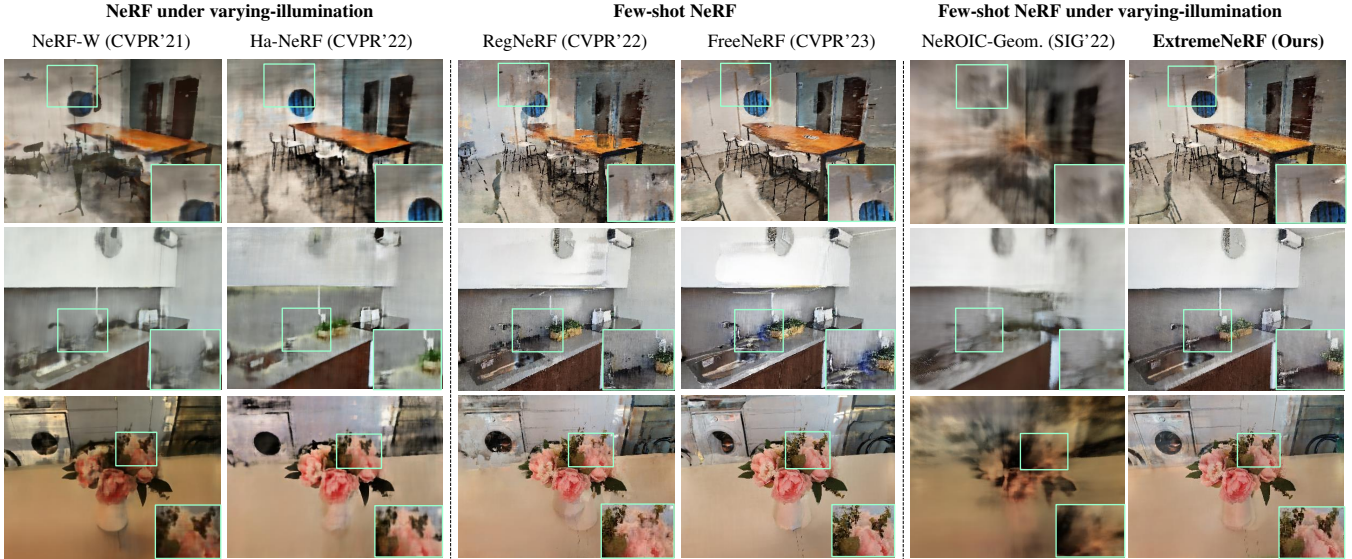 NeRF under varying-illumination
Few-shot NeRF
Few-shot NeRF under varying-illumination
NeRF-W (CVPR'21)
Ha-NeRF (CVPR'22)
RegNeRF (CVPR'22)
FreeNeRF (CVPR'23)
NeROIC-Geom. (SIG'22)
ExtremeNeRF (Ours)